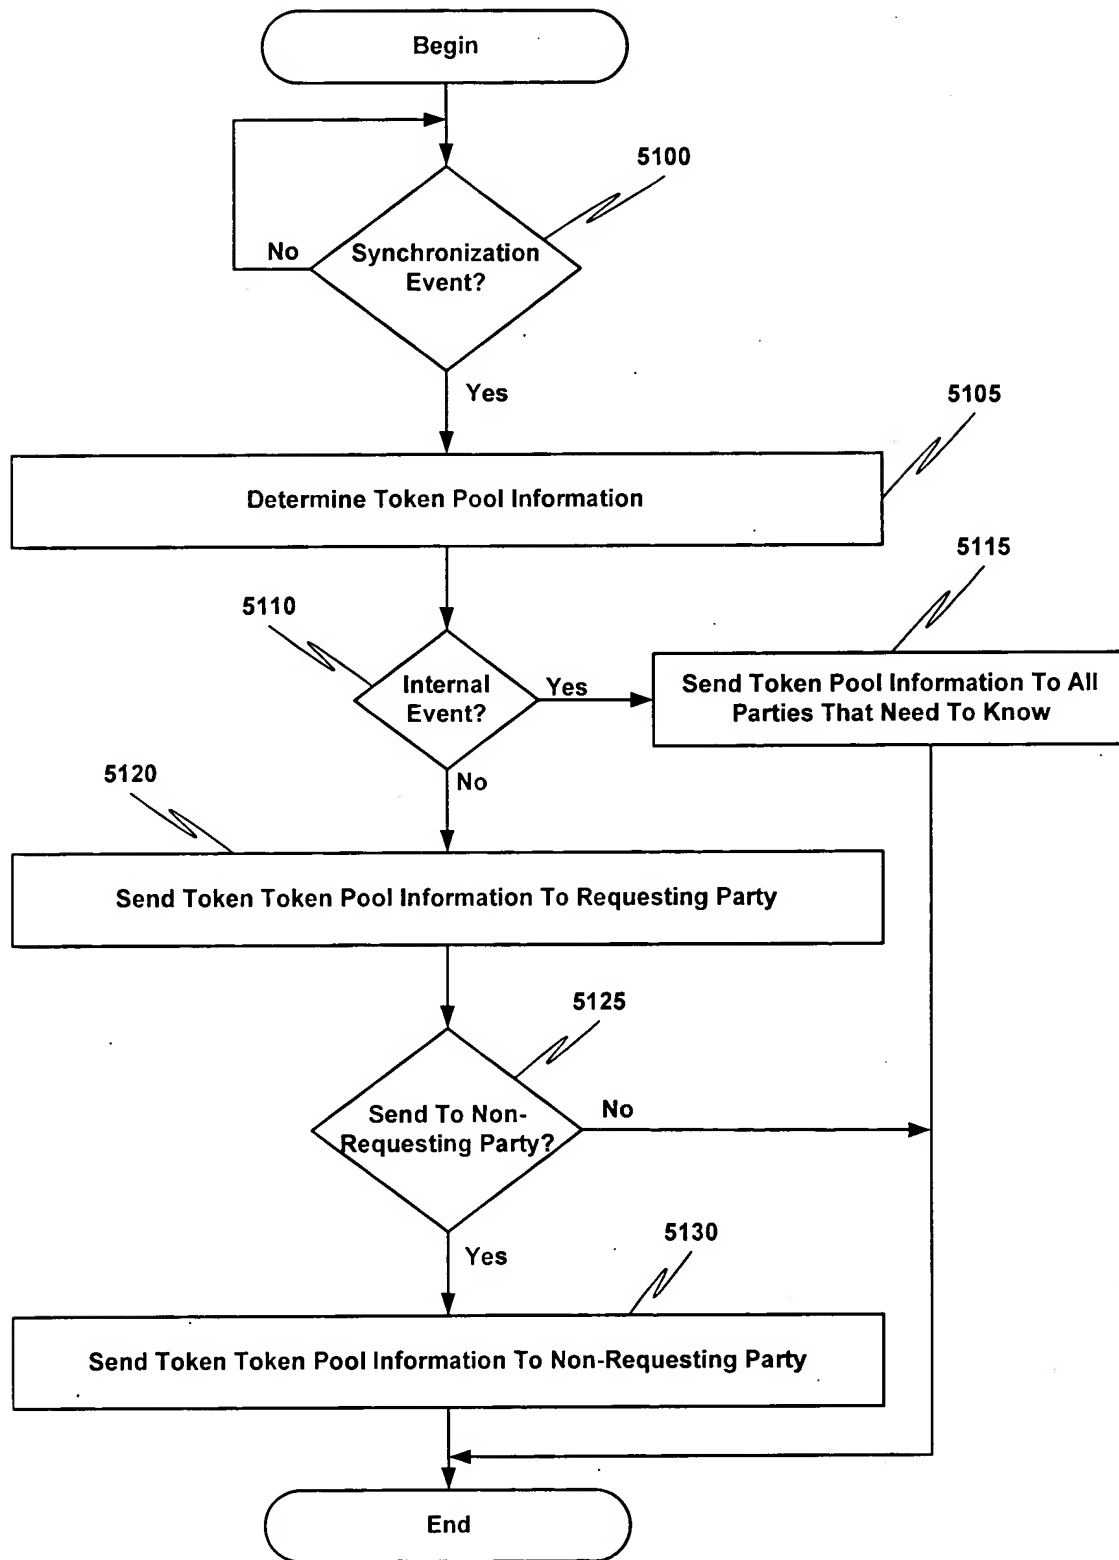 Begin
5100
No
Synchronization
Event?
Yes
5105
Determine Token Pool Information
5115
5110
Internal
Event?
Yes
Send Token Pool Information To All
Parties That Need To Know
No
5120
Send Token Token Pool Information To Requesting Party
5125
Send To Non-
Requesting Party?
No
5130
Yes
Send Token Token Pool Information To Non-Requesting Party
End